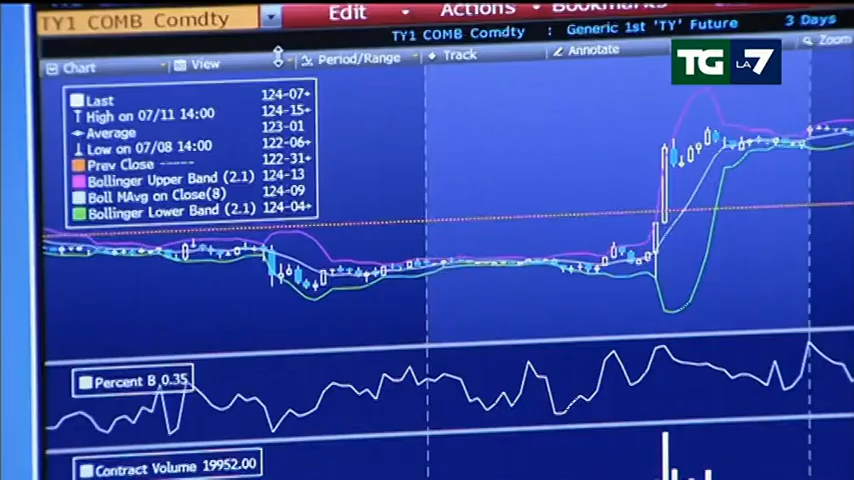 TY1 COMB Comdty
Edit
Actions
Bookmarks
TY1 COMB Comdty : Generic 1st 'TY' Future
3 Days
Chart
View
Period/Range
Track
Annotate
Zoom
TG LA7
Last 124-07+
High on 07/11 14:00 124-15+
Average 123-01
Low on 07/08 14:00 122-06+
Prev Close ----- 122-31+
Bollinger Upper Band (2.1) 124-13
Boll MAvg on Close(8) 124-09
Bollinger Lower Band (2.1) 124-04+
Percent B 0.35
Contract Volume 19952.00